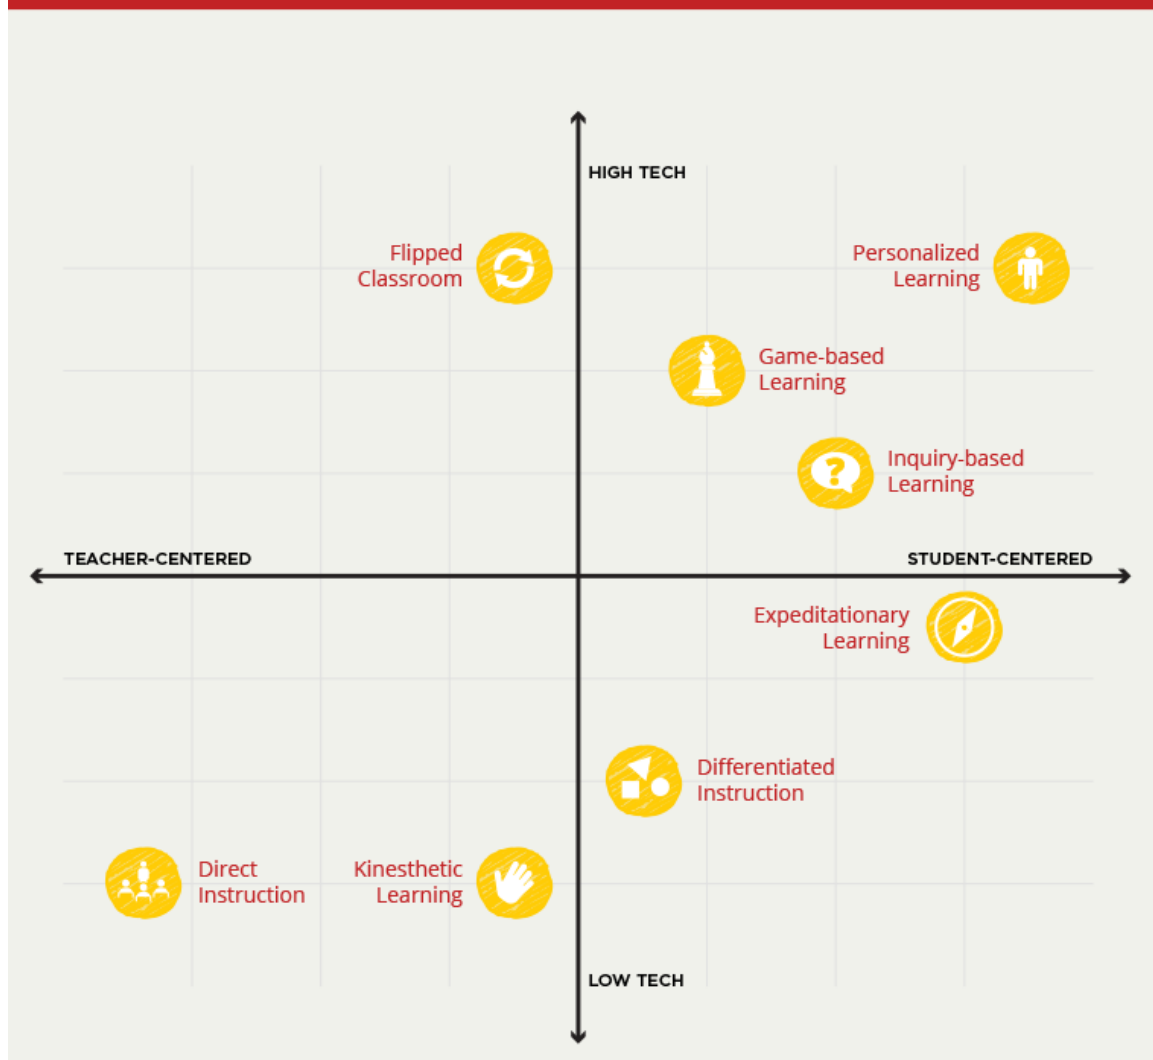 HIGH TECH
Flipped
Classroom
Personalized
Learning
Game-based
Learning
?
Inquiry-based
Learning
TEACHER-CENTERED
STUDENT-CENTERED
Expeditationary
Learning
Differentiated
Instruction
Direct
Instruction
Kinesthetic
Learning
LOW TECH